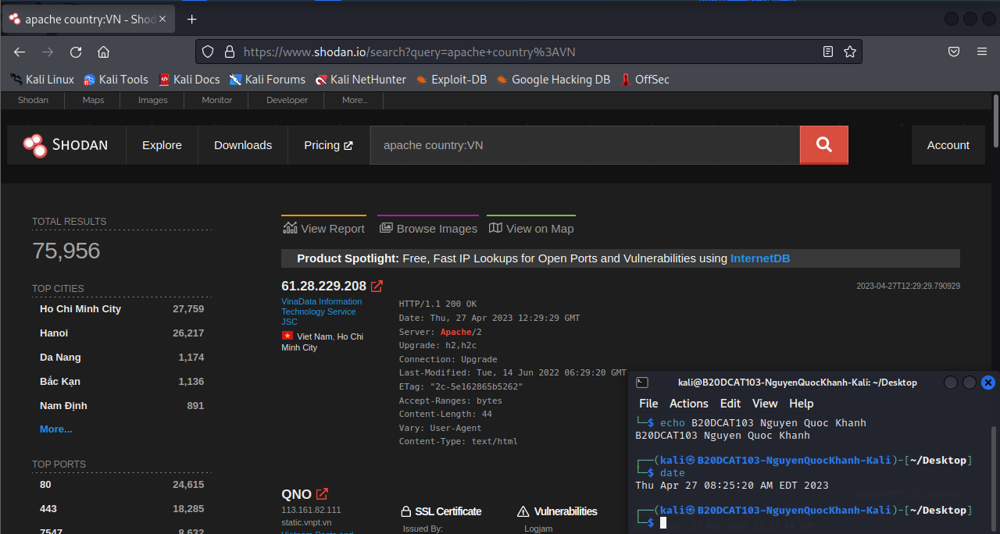 apache country:VN - Shod
https://www.shodan.io/search?query=apache+country%3AVN
Kali Linux Kali Tools Kali Docs Kali Forums Kali NetHunter Exploit-DB Google Hacking DB OffSec
Shodan Maps Images Monitor Developer More...
SHODAN Explore Downloads Pricing apache country:VN Account
TOTAL RESULTS
75,956
TOP CITIES
Ho Chi Minh City 27,759
Hanoi 26,217
Da Nang 1,174
Bắc Kạn 1,136
Nam Định 891
More...
TOP PORTS
80 24,615
443 18,285
7547 8,632
View Report Browse Images View on Map
Product Spotlight: Free, Fast IP Lookups for Open Ports and Vulnerabilities using InternetDB
61.28.229.208
2023-04-27T12:29:29.790929
VinaData Information
Technology Service
JSC
Viet Nam, Ho Chi
Minh City
HTTP/1.1 200 OK
Date: Thu, 27 Apr 2023 12:29:29 GMT
Server: Apache/2
Upgrade: h2,h2c
Connection: Upgrade
Last-Modified: Tue, 14 Jun 2022 06:29:20 GMT
ETag: "2c-5e162865b5262"
Accept-Ranges: bytes
Content-Length: 44
Vary: User-Agent
Content-Type: text/html
QNO
113.161.82.111
static.vnpt.vn
Vietnam Posts and
SSL Certificate
Issued By:
Vulnerabilities
Logjam
kali@B20DCAT103-NguyenQuocKhanh-Kali: ~/Desktop
File Actions Edit View Help
└─$ echo B20DCAT103 Nguyen Quoc Khanh
B20DCAT103 Nguyen Quoc Khanh
┌──(kali㉿B20DCAT103-NguyenQuocKhanh-Kali)-[~/Desktop]
└─$ date
Thu Apr 27 08:25:20 AM EDT 2023
┌──(kali㉿B20DCAT103-NguyenQuocKhanh-Kali)-[~/Desktop]
└─$